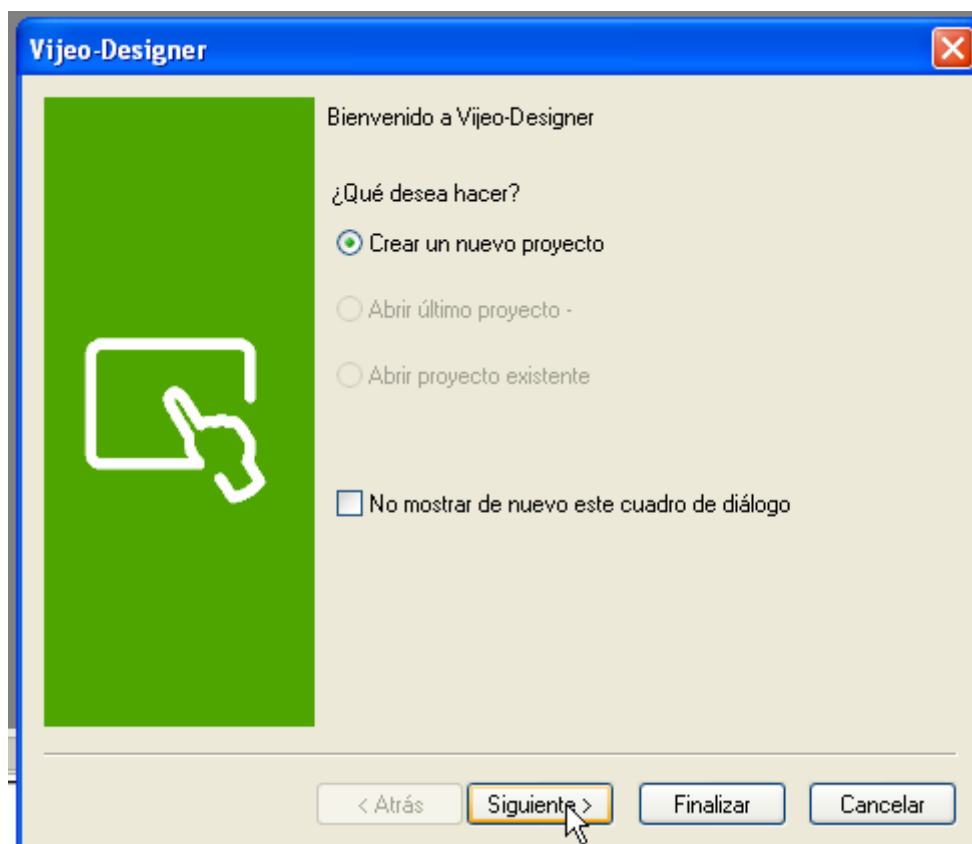 Vijeo-Designer
Bienvenido a Vijeo-Designer
¿Qué desea hacer?
Crear un nuevo proyecto
Abrir último proyecto -
Abrir proyecto existente
No mostrar de nuevo este cuadro de diálogo
< Atrás Siguiente > Finalizar Cancelar